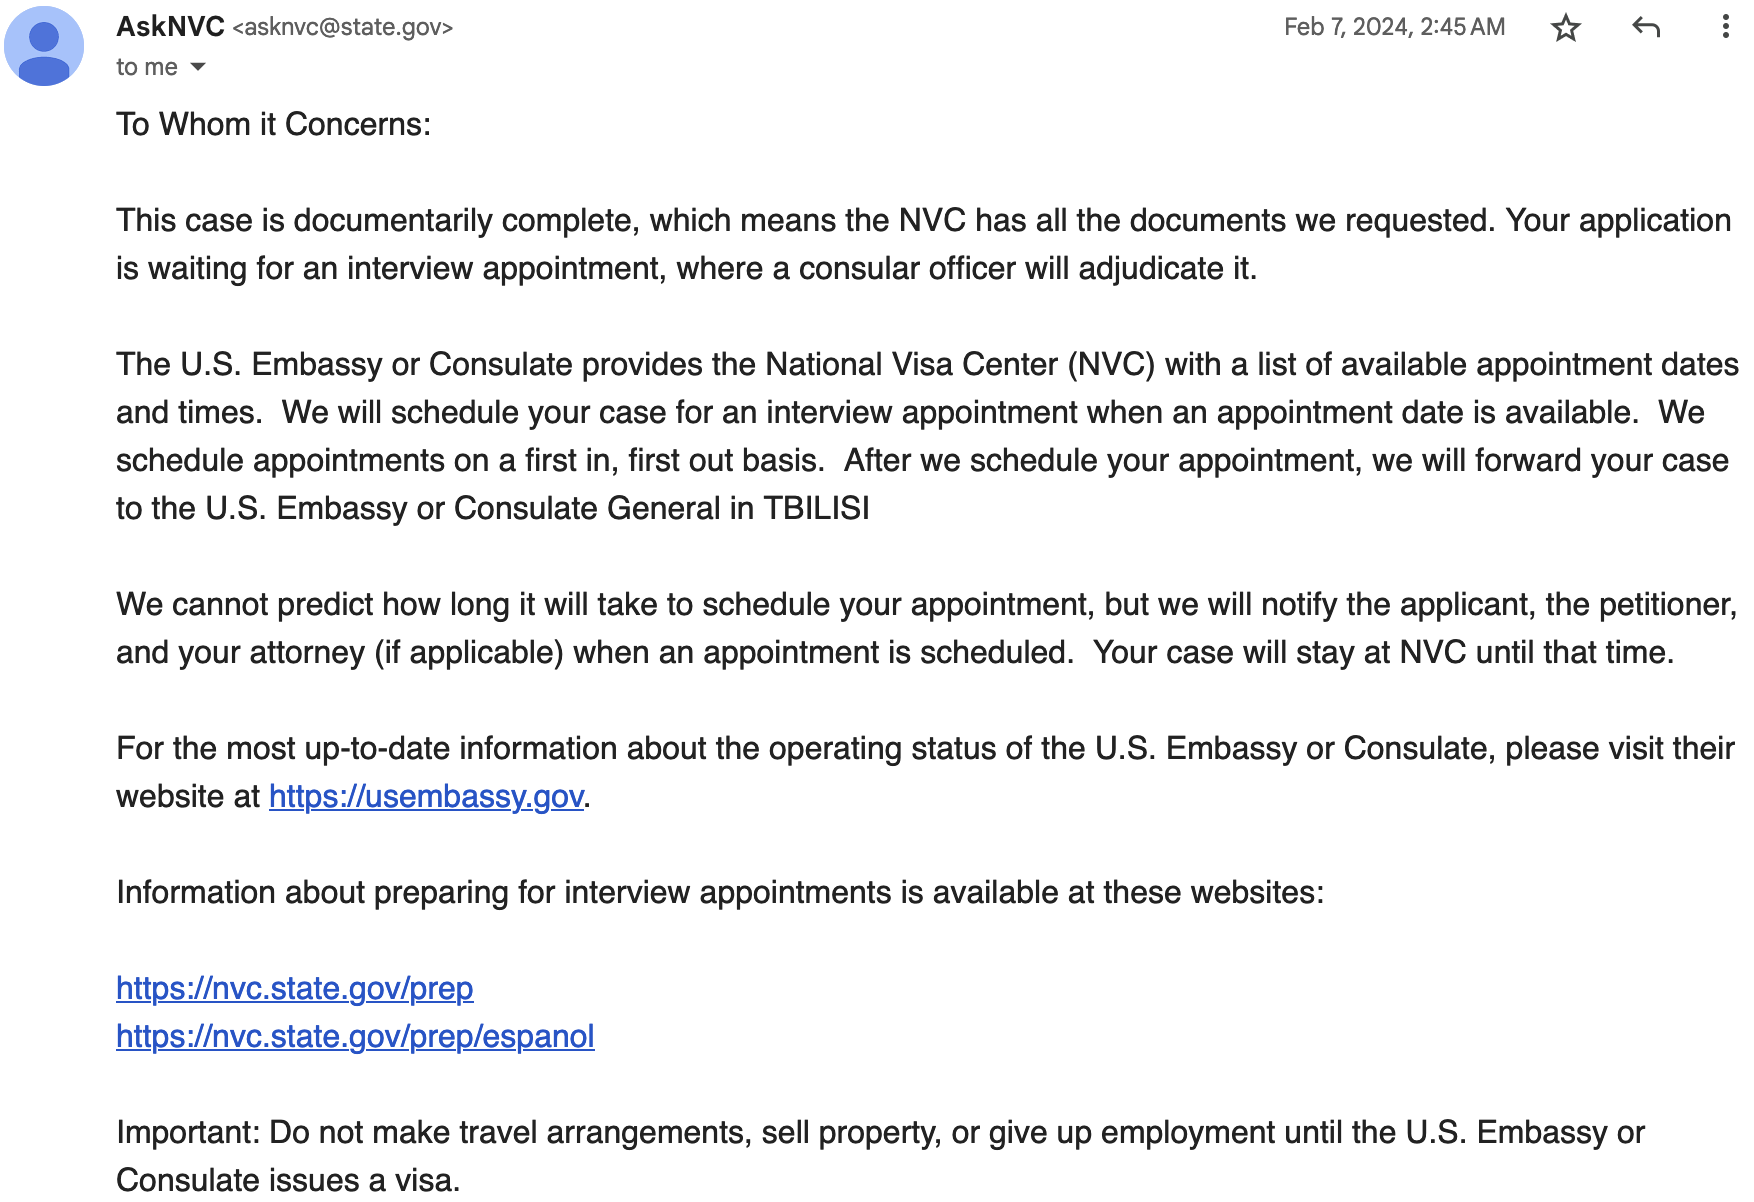 AskNVC <asknvc@state.gov>
Feb 7, 2024, 2:45 AM
to me
To Whom it Concerns:
This case is documentarily complete, which means the NVC has all the documents we requested. Your application
is waiting for an interview appointment, where a consular officer will adjudicate it.
The U.S. Embassy or Consulate provides the National Visa Center (NVC) with a list of available appointment dates
and times.  We will schedule your case for an interview appointment when an appointment date is available.  We
schedule appointments on a first in, first out basis.  After we schedule your appointment, we will forward your case
to the U.S. Embassy or Consulate General in TBILISI
We cannot predict how long it will take to schedule your appointment, but we will notify the applicant, the petitioner,
and your attorney (if applicable) when an appointment is scheduled.  Your case will stay at NVC until that time.
For the most up-to-date information about the operating status of the U.S. Embassy or Consulate, please visit their
website at https://usembassy.gov.
Information about preparing for interview appointments is available at these websites:
https://nvc.state.gov/prep
https://nvc.state.gov/prep/espanol
Important: Do not make travel arrangements, sell property, or give up employment until the U.S. Embassy or
Consulate issues a visa.